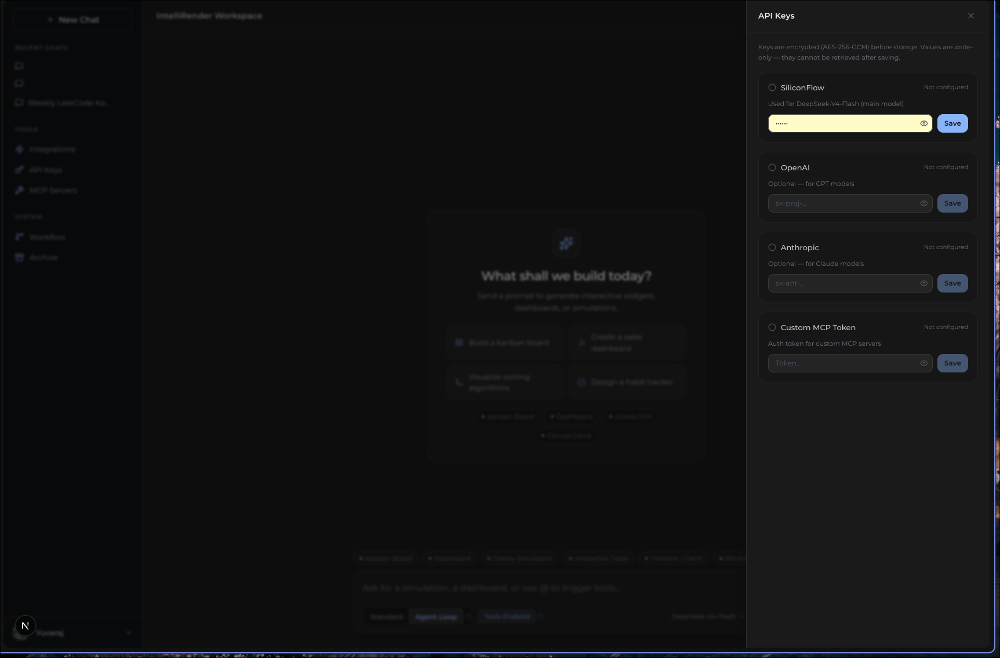 New Chat
RECENT CHATS
Weekly LeetCode Ka...
TOOLS
Integrations
API Keys
MCP Servers
SYSTEM
Workflow
Archive
N
Yuvaraj
IntelliRender Workspace
What shall we build today?
Send a prompt to generate interactive widgets,
dashboards, or simulations.
Build a kanban board
Create a sales
dashboard
Visualize sorting
algorithms
Design a habit tracker
Kanban Board
Dashboard
Gravity Sim
Canvas Game
Kanban Board
Dashboard
Gravity Simulation
Interactive Table
Timeline / Gantt
Ask for a simulation, a dashboard, or use @ to trigger tools...
Standard
Agent Loop
Tools Enabled
DeepSeek-V4-Flash
API Keys
Keys are encrypted (AES-256-GCM) before storage. Values are write-
only — they cannot be retrieved after saving.
SiliconFlow
Not configured
Used for DeepSeek-V4-Flash (main model)
······
Save
OpenAI
Not configured
Optional — for GPT models
sk-proj-...
Save
Anthropic
Not configured
Optional — for Claude models
sk-ant-...
Save
Custom MCP Token
Not configured
Auth token for custom MCP servers
Token...
Save